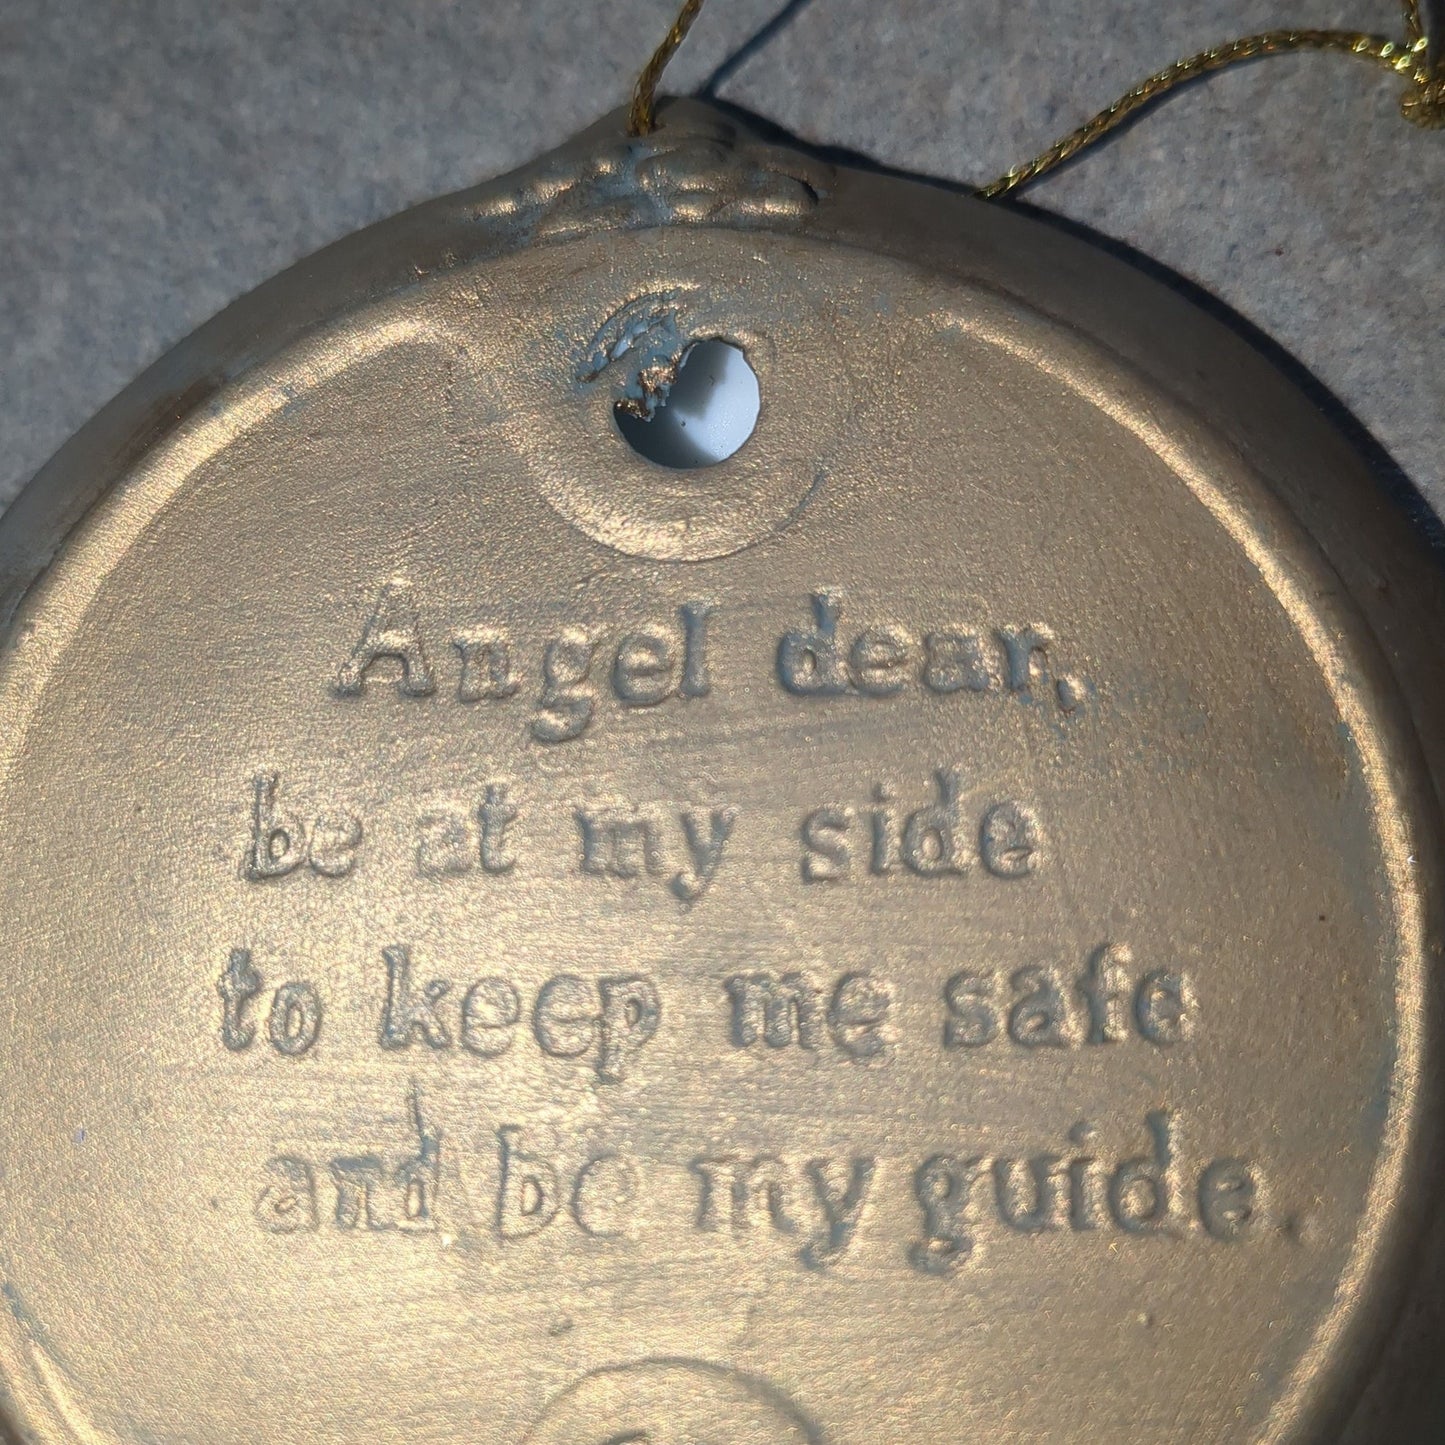 Angel dear,
be at my side
to keep me safe
and be my guide.